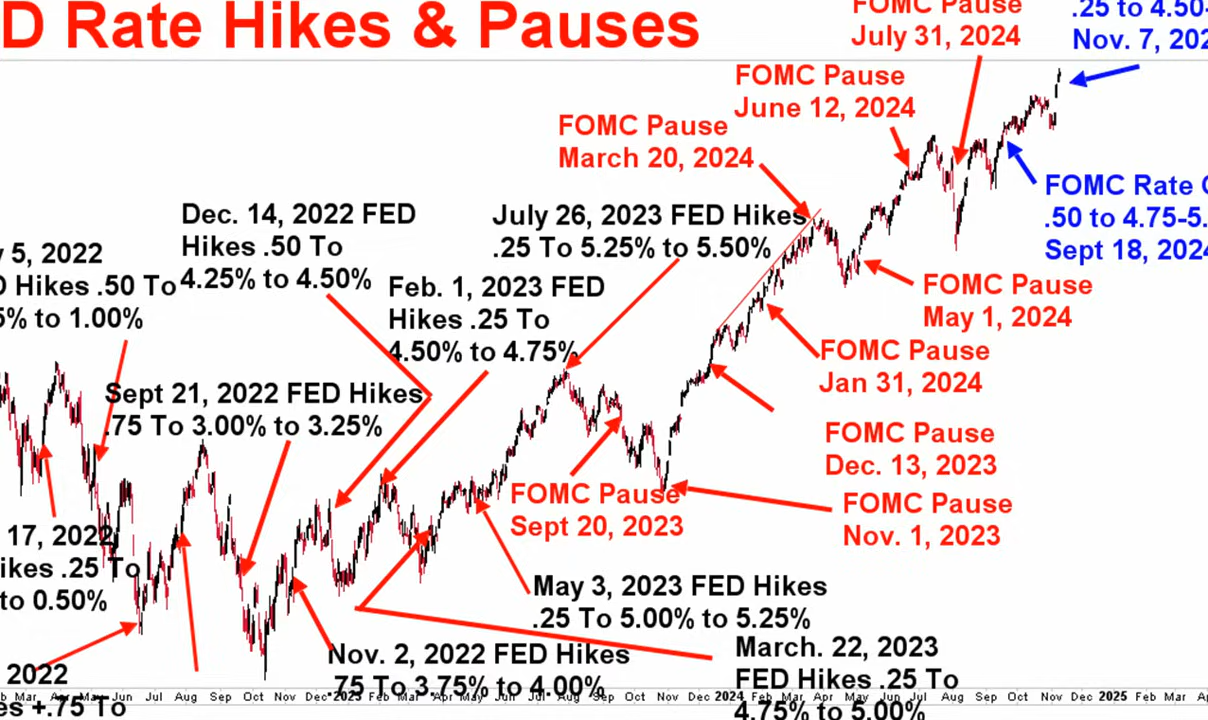 D Rate Hikes & Pauses
FOMC Pause
July 31, 2024
.25 to 4.50-
Nov. 7, 202
FOMC Pause
June 12, 2024
FOMC Pause
March 20, 2024
FOMC Rate C
.50 to 4.75-5.
Sept 18, 2024
Dec. 14, 2022 FED
Hikes .50 To
4.25% to 4.50%
July 26, 2023 FED Hikes
.25 To 5.25% to 5.50%
y 5, 2022
D Hikes .50 To
5% to 1.00%
Feb. 1, 2023 FED
Hikes .25 To
4.50% to 4.75%
FOMC Pause
May 1, 2024
FOMC Pause
Jan 31, 2024
Sept 21, 2022 FED Hikes
.75 To 3.00% to 3.25%
FOMC Pause
Dec. 13, 2023
FOMC Pause
Sept 20, 2023
FOMC Pause
Nov. 1, 2023
17, 2022
ikes .25 To
to 0.50%
May 3, 2023 FED Hikes
.25 To 5.00% to 5.25%
March. 22, 2023
FED Hikes .25 To
4.75% to 5.00%
Nov. 2, 2022 FED Hikes
.75 To 3.75% to 4.00%
2022
es +.75 To
b Mar Apr May Jun Jul Aug Sep Oct Nov Dec 2023 Feb Mar Apr May Jun Jul Aug Sep Oct Nov Dec 2024 Feb Mar Apr May Jun Jul Aug Sep Oct Nov Dec 2025 Feb Mar Ap